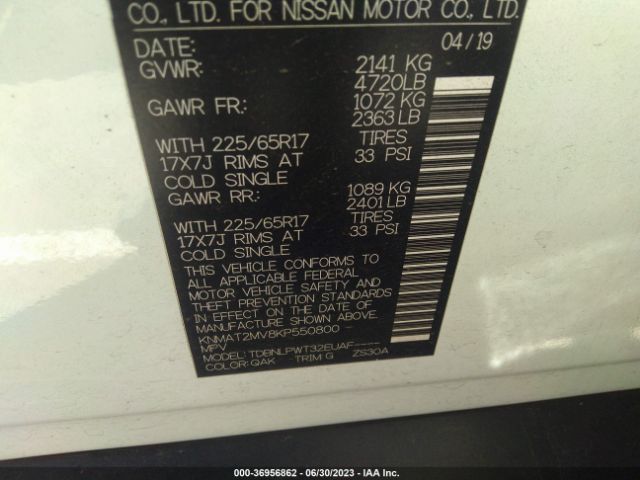 CO., LTD. FOR NISSAN MOTOR CO., LTD.
DATE: 04/19
GVWR: 2141 KG
4720LB
GAWR FR: 1072 KG
2363 LB
WITH 225/65R17 TIRES
17X7J RIMS AT 33 PSI
COLD SINGLE
GAWR RR: 1089 KG
2401 LB
WITH 225/65R17 TIRES
17X7J RIMS AT 33 PSI
COLD SINGLE
THIS VEHICLE CONFORMS TO
ALL APPLICABLE FEDERAL
MOTOR VEHICLE SAFETY AND
THEFT PREVENTION STANDARDS
IN EFFECT ON THE DATE OF
MANUFACTURE SHOWN ABOVE.
KNMAT2MV8KP550800
MPV
MODEL: TDBNLPWT32EUAF----
COLOR: QAK TRIM G ZS30A
000-36956862 - 06/30/2023 - IAA Inc.